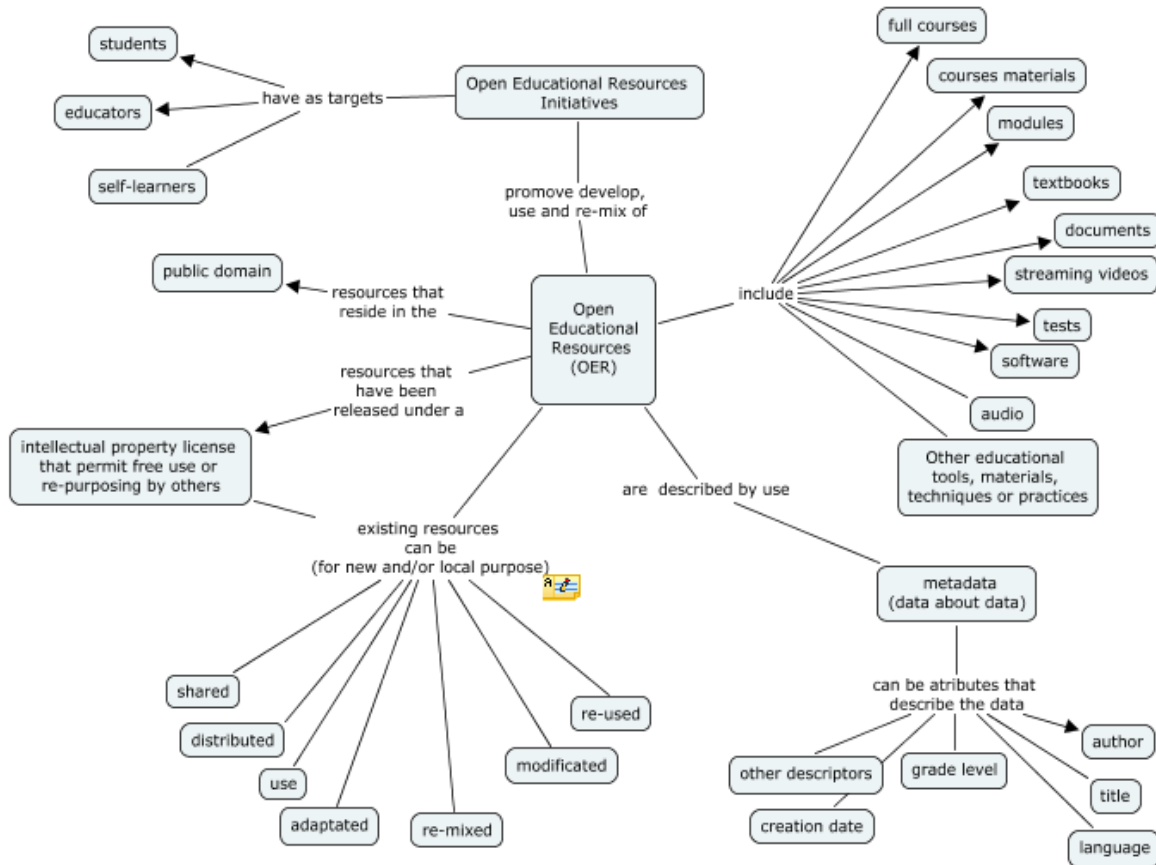 full courses
students
courses materials
Open Educational Resources
Initiatives
have as targets
educators
modules
self-learners
promove develop,
use and re-mix of
textbooks
documents
public domain
streaming videos
resources that
reside in the
include
Open
Educational
Resources
(OER)
tests
software
resources that
have been
released under a
audio
intellectual property license
that permit free use or
re-purposing by others
Other educational
tools, materials,
techniques or practices
are described by use
existing resources
can be
(for new and/or local purpose)
a
metadata
(data about data)
shared
can be atributes that
describe the data
re-used
distributed
author
modificated
other descriptors
grade level
use
title
adaptated
re-mixed
creation date
language